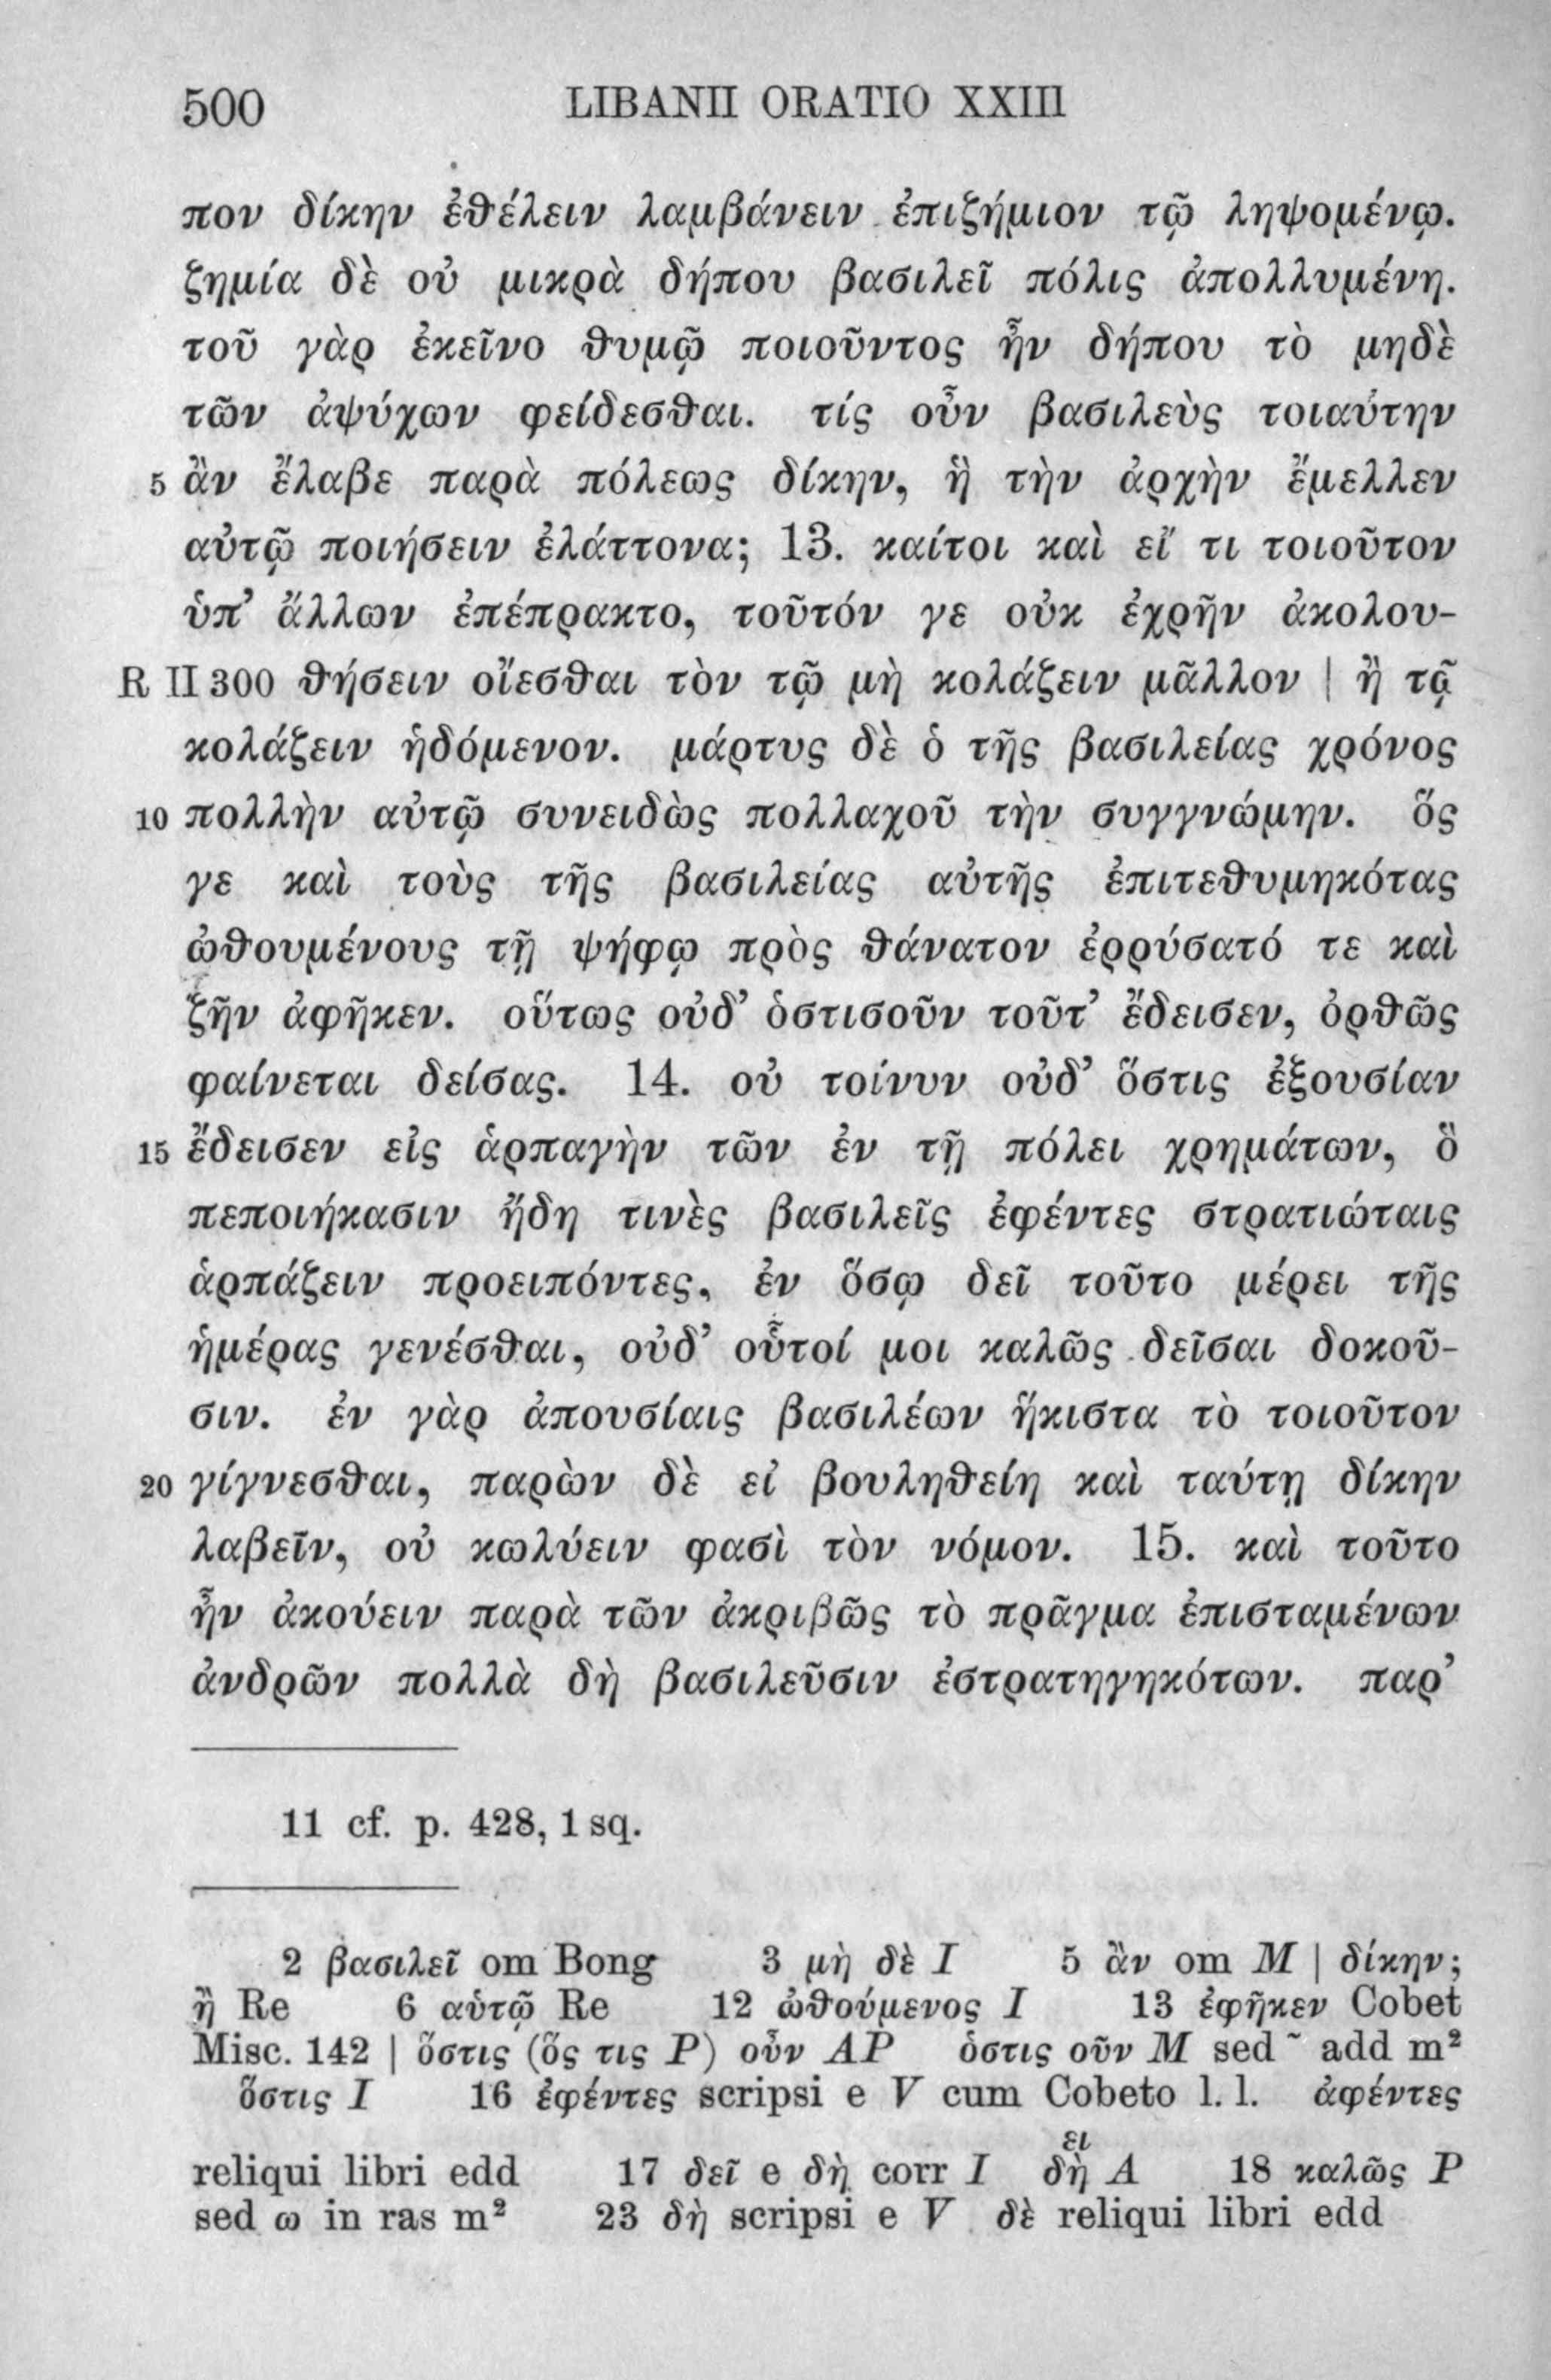 500 LIBANII ORATIO XXIII
πον δίκην ἐθέλειν λαμβάνειν ἐπιζήμιον τῷ ληψομένῳ.
ζημία δὲ οὐ μικρὰ δήπου βασιλεῖ πόλις ἀπολλυμένη.
τοῦ γὰρ ἐκεῖνο θυμῷ ποιοῦντος ἦν δήπου τὸ μηδὲ
τῶν ἀψύχων φείδεσθαι. τίς οὖν βασιλεὺς τοιαύτην
5 ἂν ἔλαβε παρὰ πόλεως δίκην, ἣ τὴν ἀρχὴν ἔμελλεν
αὐτῷ ποιήσειν ἐλάττονα; 13. καίτοι καὶ εἴ τι τοιοῦτον
ὑπ’ ἄλλων ἐπέπρακτο, τοῦτόν γε οὐκ ἐχρῆν ἀκολου-
R II 300 θήσειν οἴεσθαι τὸν τῷ μὴ κολάζειν μᾶλλον | ἢ τῷ
κολάζειν ἡδόμενον. μάρτυς δὲ ὁ τῆς βασιλείας χρόνος
10 πολλὴν αὐτῷ συνειδὼς πολλαχοῦ τὴν συγγνώμην. ὅς
γε καὶ τοὺς τῆς βασιλείας αὐτῆς ἐπιτεθυμηκότας
ὠθουμένους τῇ ψήφῳ πρὸς θάνατον ἐρρύσατό τε καὶ
ζῆν ἀφῆκεν. οὕτως οὐδ’ ὁστισοῦν τοῦτ’ ἔδεισεν, ὀρθῶς
φαίνεται δείσας. 14. οὐ τοίνυν οὐδ’ ὅστις ἐξουσίαν
15 ἔδεισεν εἰς ἁρπαγὴν τῶν ἐν τῇ πόλει χρημάτων, ὃ
πεποιήκασιν ἤδη τινὲς βασιλεῖς ἐφέντες στρατιώταις
ἁρπάζειν προειπόντες, ἐν ὅσῳ δεῖ τοῦτο μέρει τῆς
ἡμέρας γενέσθαι, οὐδ’ οὗτοί μοι καλῶς δεῖσαι δοκοῦ-
σιν. ἐν γὰρ ἀπουσίαις βασιλέων ἥκιστα τὸ τοιοῦτον
20 γίγνεσθαι, παρὼν δὲ εἰ βουληθείη καὶ ταύτῃ δίκην
λαβεῖν, οὐ κωλύειν φασὶ τὸν νόμον. 15. καὶ τοῦτο
ἦν ἀκούειν παρὰ τῶν ἀκριβῶς τὸ πρᾶγμα ἐπισταμένων
ἀνδρῶν πολλὰ δὴ βασιλεῦσιν ἐστρατηγηκότων. παρ’
11 cf. p. 428, 1 sq.
2 βασιλεῖ om Bong 3 μὴ δὲ I 5 ἂν om M | δίκην;
ἢ Re 6 αὑτῷ Re 12 ὠθούμενος I 13 ἐφῆκεν Cobet
Misc. 142 | ὅστις (ὅς τις P) οὖν AP ὁστις οῦν M sed ῀ add m²
ὅστις I 16 ἐφέντες scripsi e V cum Cobeto l. l. ἀφέντες
ει
reliqui libri edd 17 δεῖ e δὴ corr I δὴ A 18 καλῶς P
sed ω in ras m² 23 δὴ scripsi e V δὲ reliqui libri edd